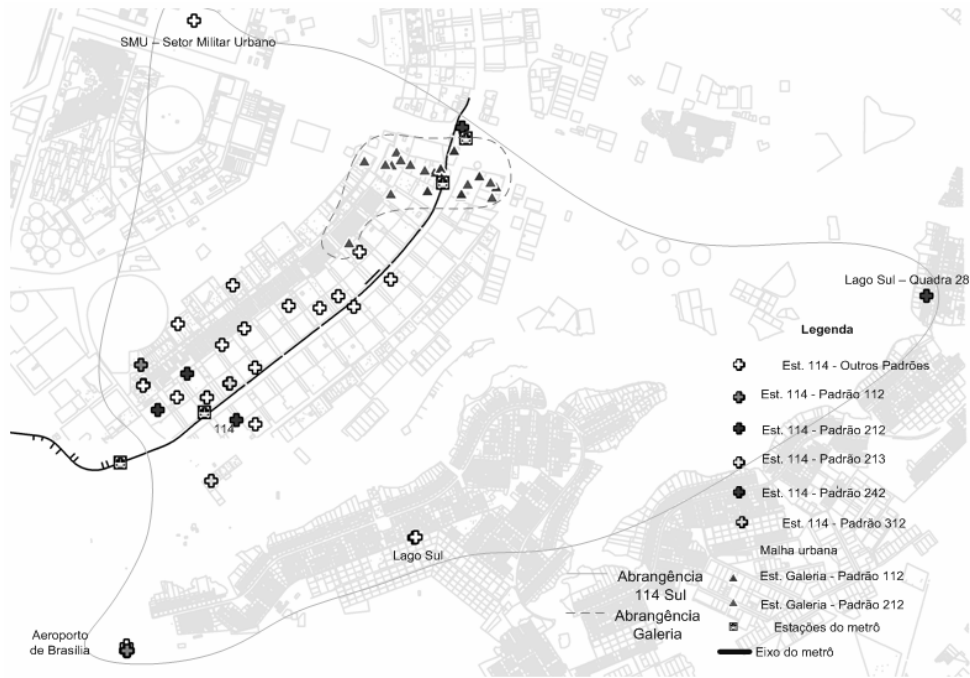 SMU – Setor Militar Urbano
Lago Sul – Quadra 28
Legenda
Est. 114 - Outros Padrões
Est. 114 - Padrão 112
Est. 114 - Padrão 212
Est. 114 - Padrão 213
Est. 114 - Padrão 242
Est. 114 - Padrão 312
Malha urbana
Est. Galeria - Padrão 112
Est. Galeria - Padrão 212
Estações do metrô
Eixo do metrô
Abrangência
114 Sul
Abrangência
Galeria
114
Lago Sul
Aeroporto
de Brasília